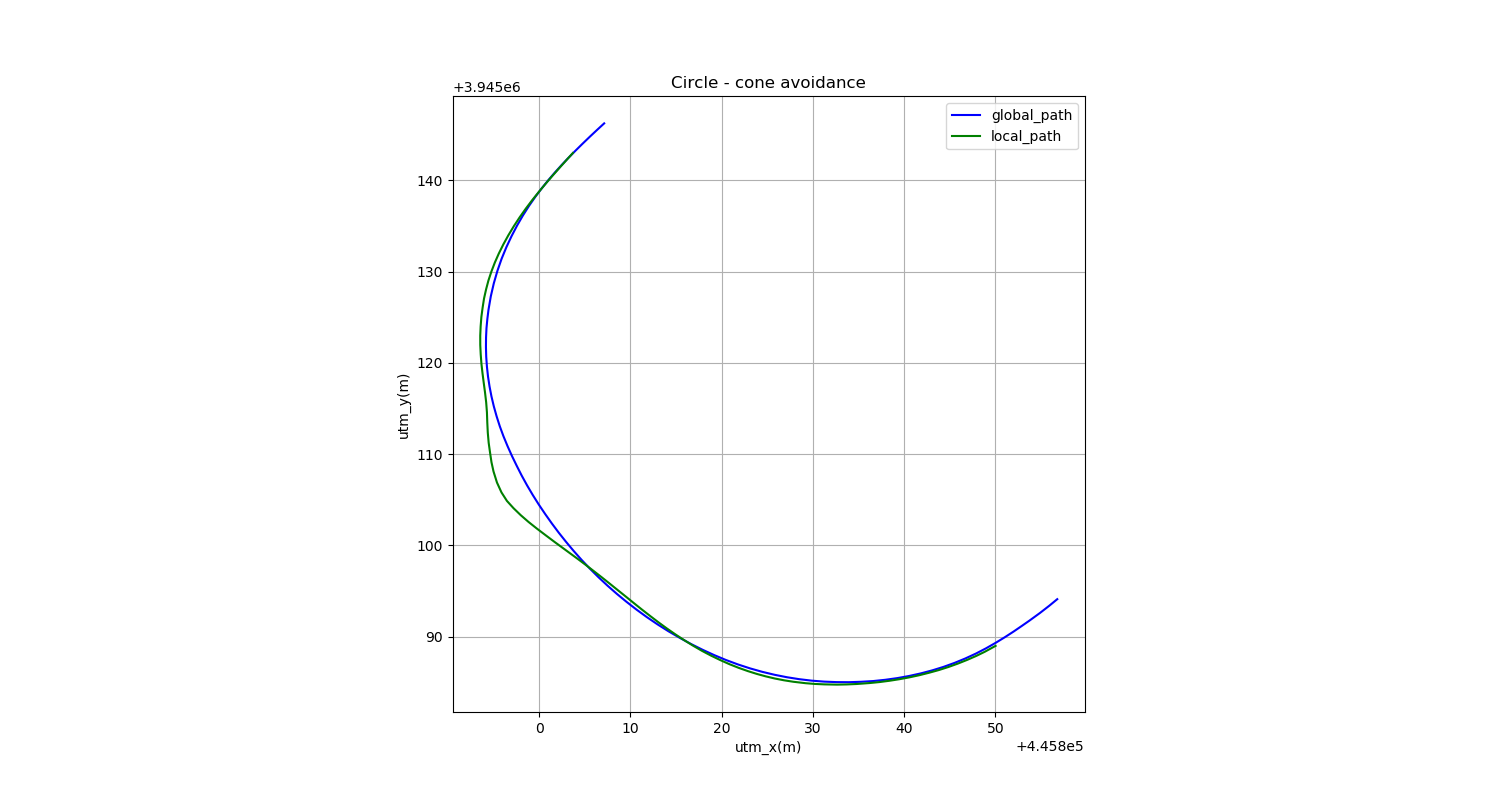 Circle - cone avoidance
+3.945e6
global_path
local_path
140
130
120
110
100
90
utm_y(m)
0 10 20 30 40 50
utm_x(m)
+4.458e5